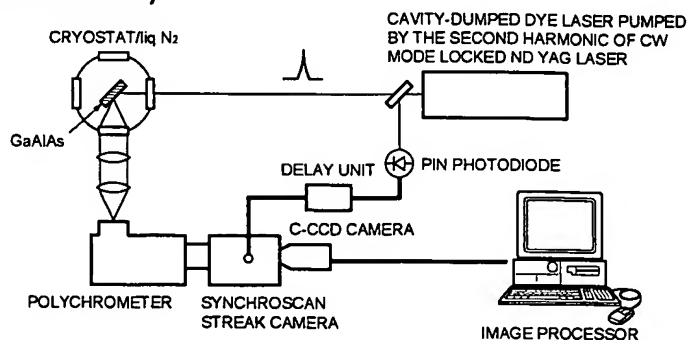 CAVITY-DUMPED DYE LASER PUMPED
BY THE SECOND HARMONIC OF CW
MODE LOCKED ND YAG LASER
CRYOSTAT/liq N₂
GaAlAs
DELAY UNIT
PIN PHOTODIODE
C-CCD CAMERA
POLYCHROMETER
SYNCHROSCAN
STREAK CAMERA
IMAGE PROCESSOR